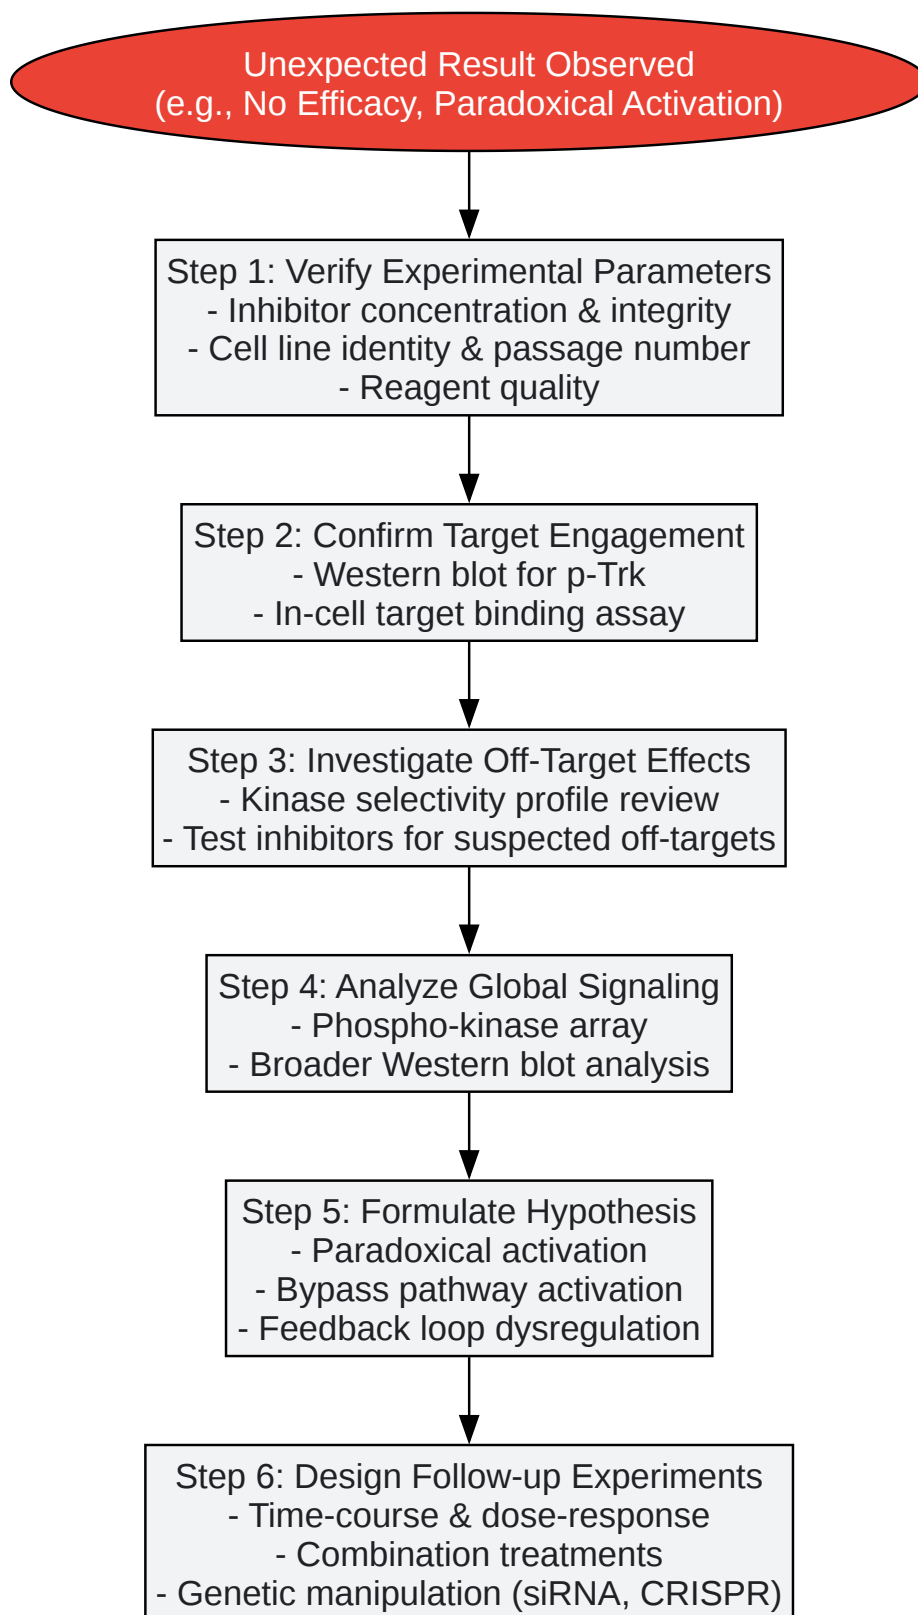 Unexpected Result Observed
(e.g., No Efficacy, Paradoxical Activation)
Step 1: Verify Experimental Parameters
- Inhibitor concentration & integrity
- Cell line identity & passage number
- Reagent quality
Step 2: Confirm Target Engagement
- Western blot for p-Trk
- In-cell target binding assay
Step 3: Investigate Off-Target Effects
- Kinase selectivity profile review
- Test inhibitors for suspected off-targets
Step 4: Analyze Global Signaling
- Phospho-kinase array
- Broader Western blot analysis
Step 5: Formulate Hypothesis
- Paradoxical activation
- Bypass pathway activation
- Feedback loop dysregulation
Step 6: Design Follow-up Experiments
- Time-course & dose-response
- Combination treatments
- Genetic manipulation (siRNA, CRISPR)